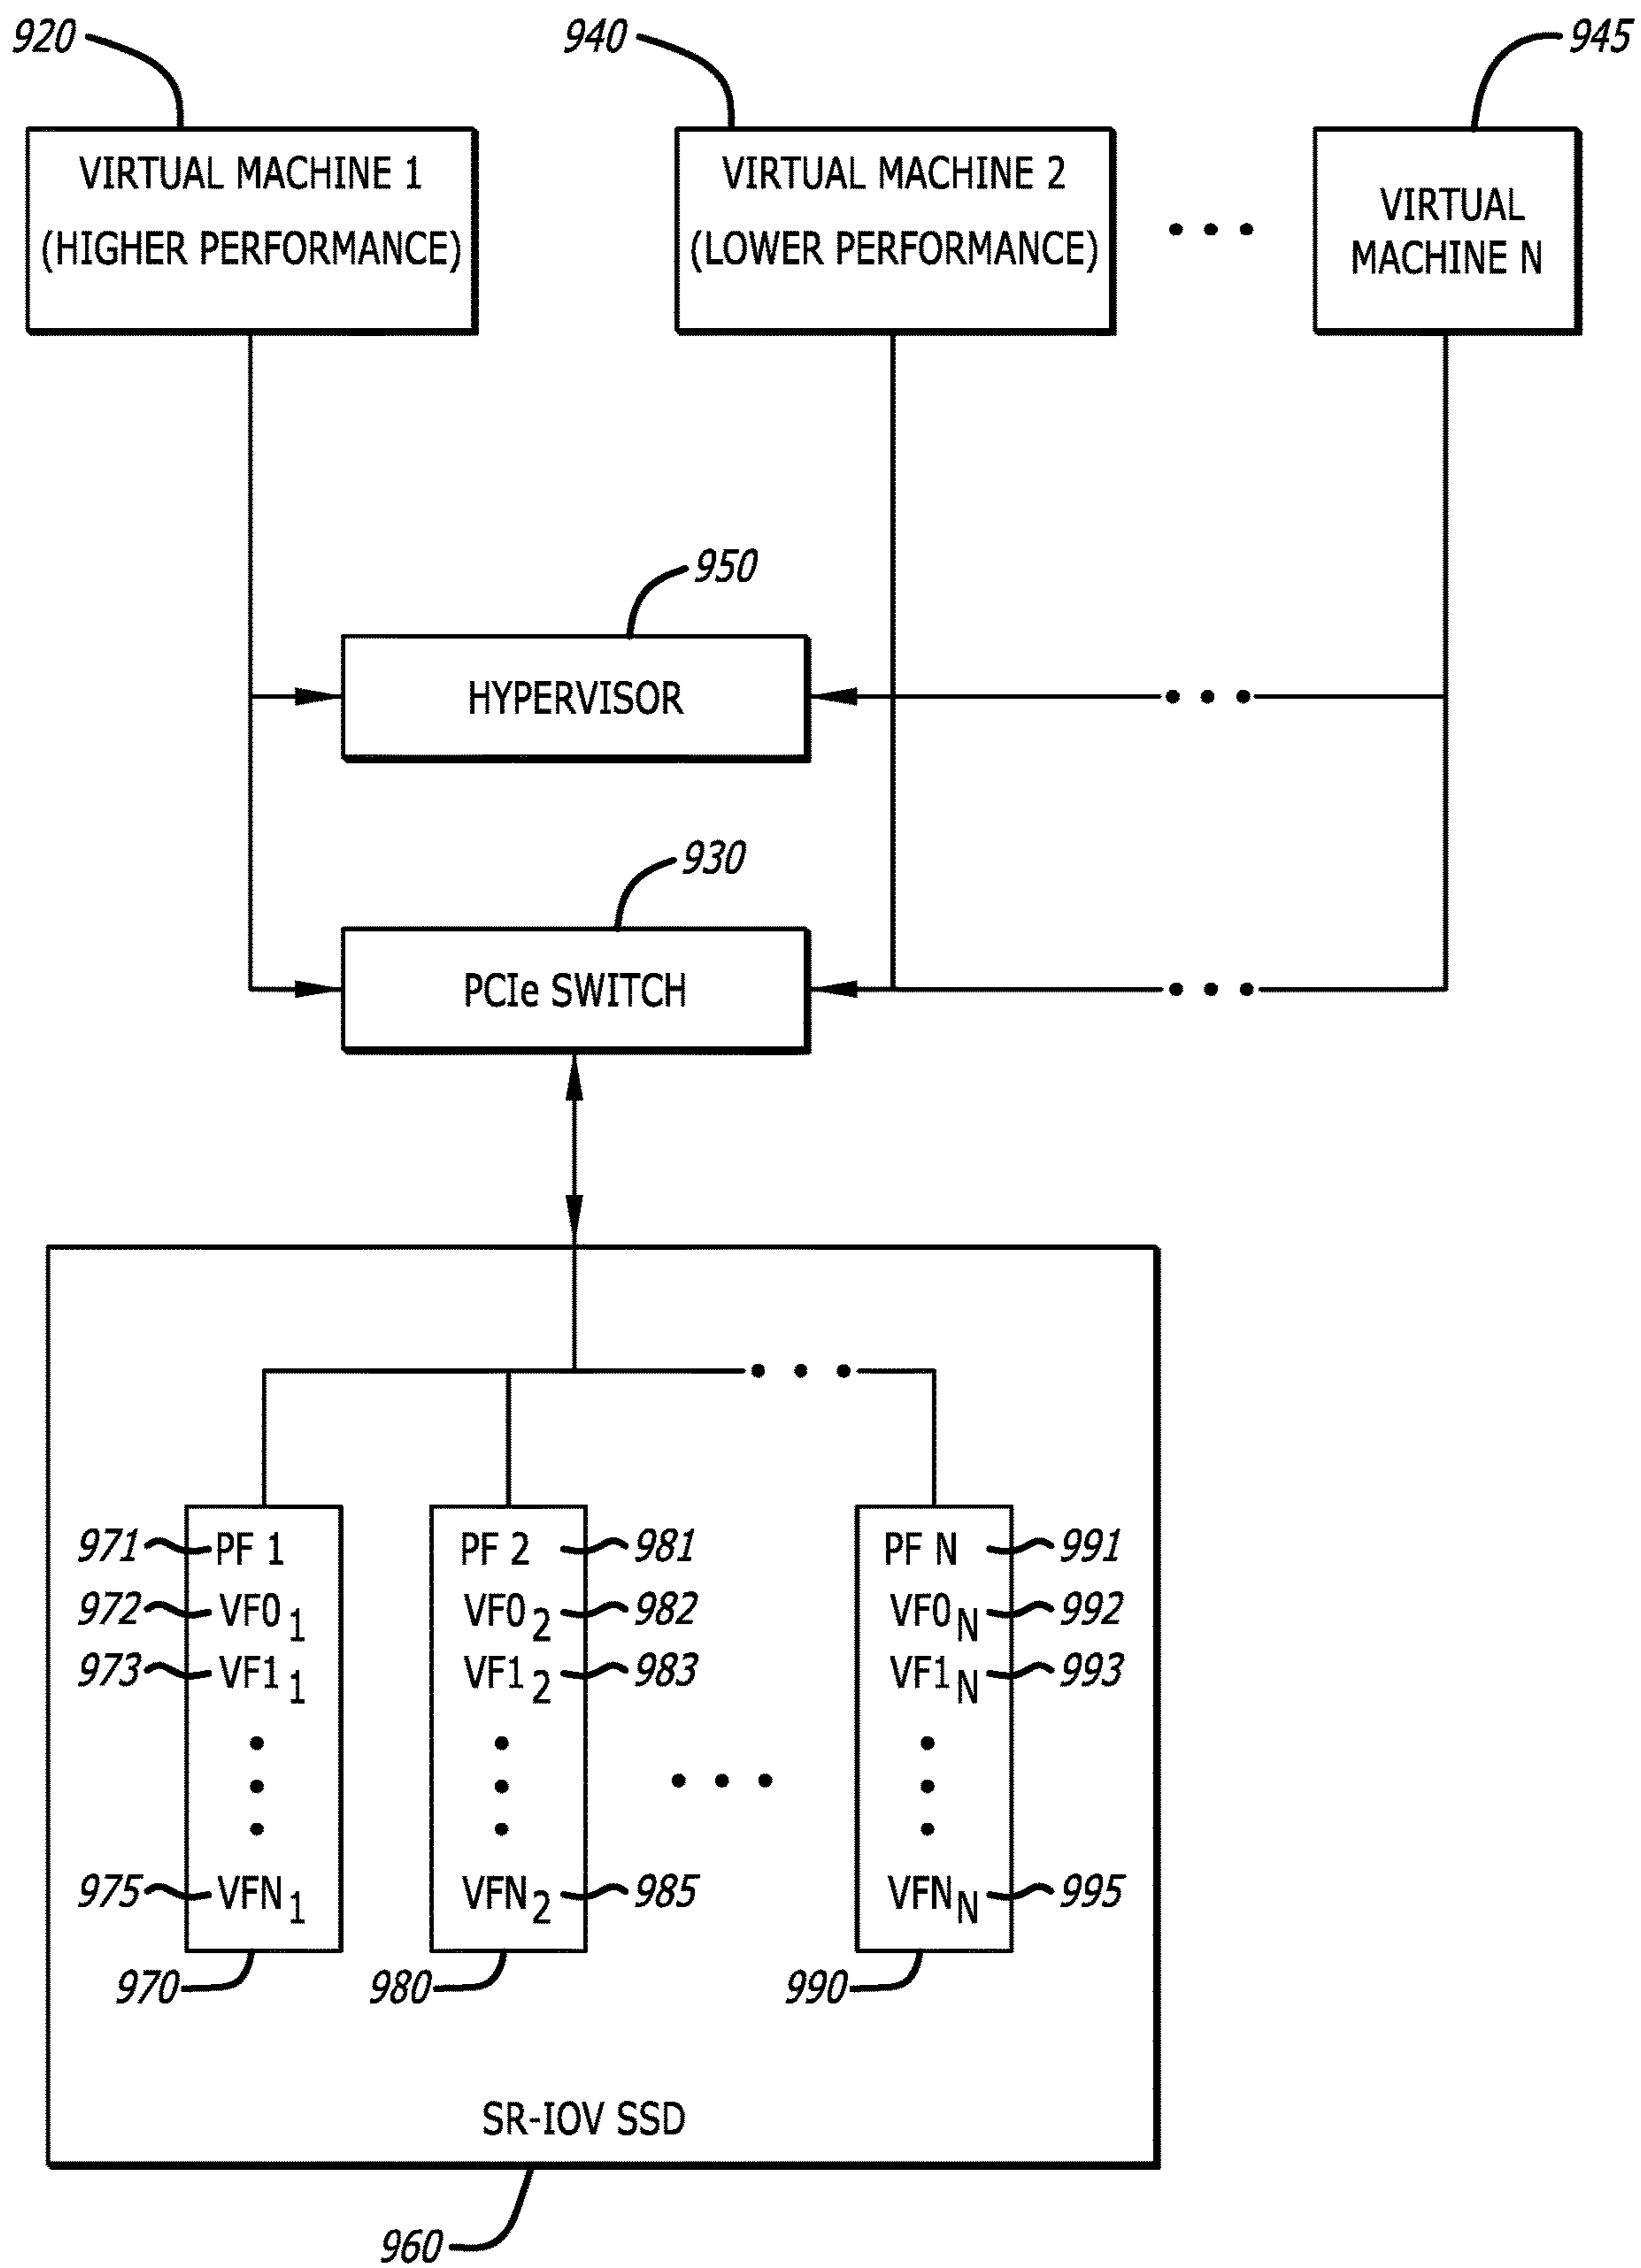 920
940
945
VIRTUAL MACHINE 1
(HIGHER PERFORMANCE)
VIRTUAL MACHINE 2
(LOWER PERFORMANCE)
VIRTUAL
MACHINE N
950
HYPERVISOR
930
PCIe SWITCH
971 PF 1
972 VF0 1
973 VF1 1
975 VFN 1
970
PF 2 981
VF0 2 982
VF1 2 983
VFN 2 985
980
PF N 991
VF0 N 992
VF1 N 993
VFN N 995
990
SR-IOV SSD
960